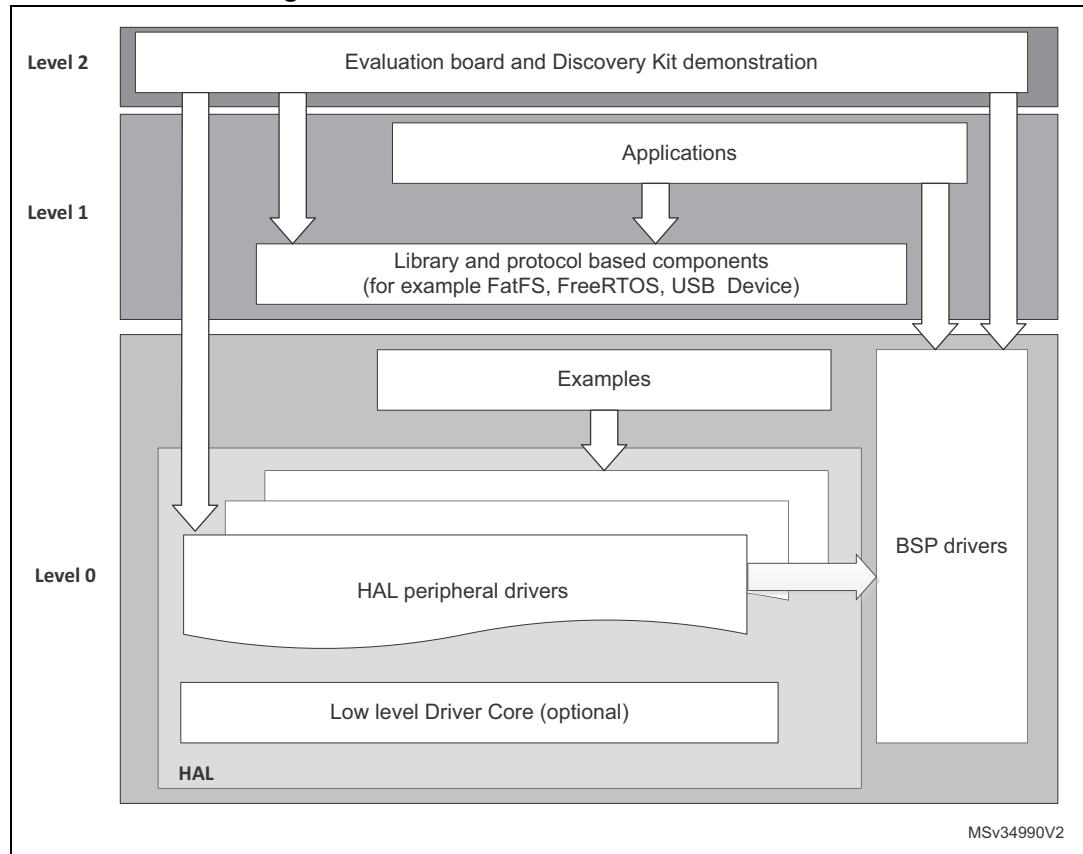 Level 2
Evaluation board and Discovery Kit demonstration
Applications
Level 1
Library and protocol based components
(for example FatFS, FreeRTOS, USB Device)
Examples
BSP drivers
Level 0
HAL peripheral drivers
Low level Driver Core (optional)
HAL
MSv34990V2